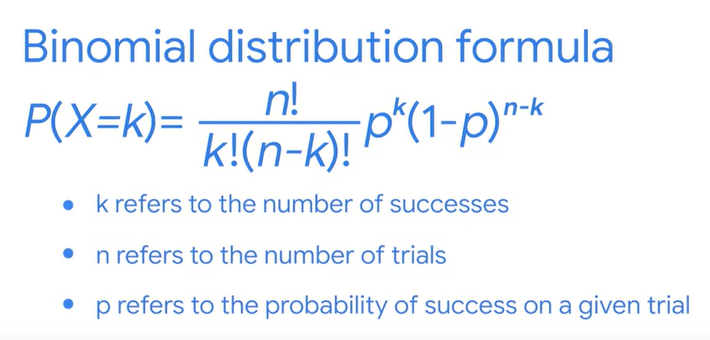 Binomial distribution formula
P(X=k)= n! / k!(n-k)! p^k(1-p)^n-k
• k refers to the number of successes
• n refers to the number of trials
• p refers to the probability of success on a given trial